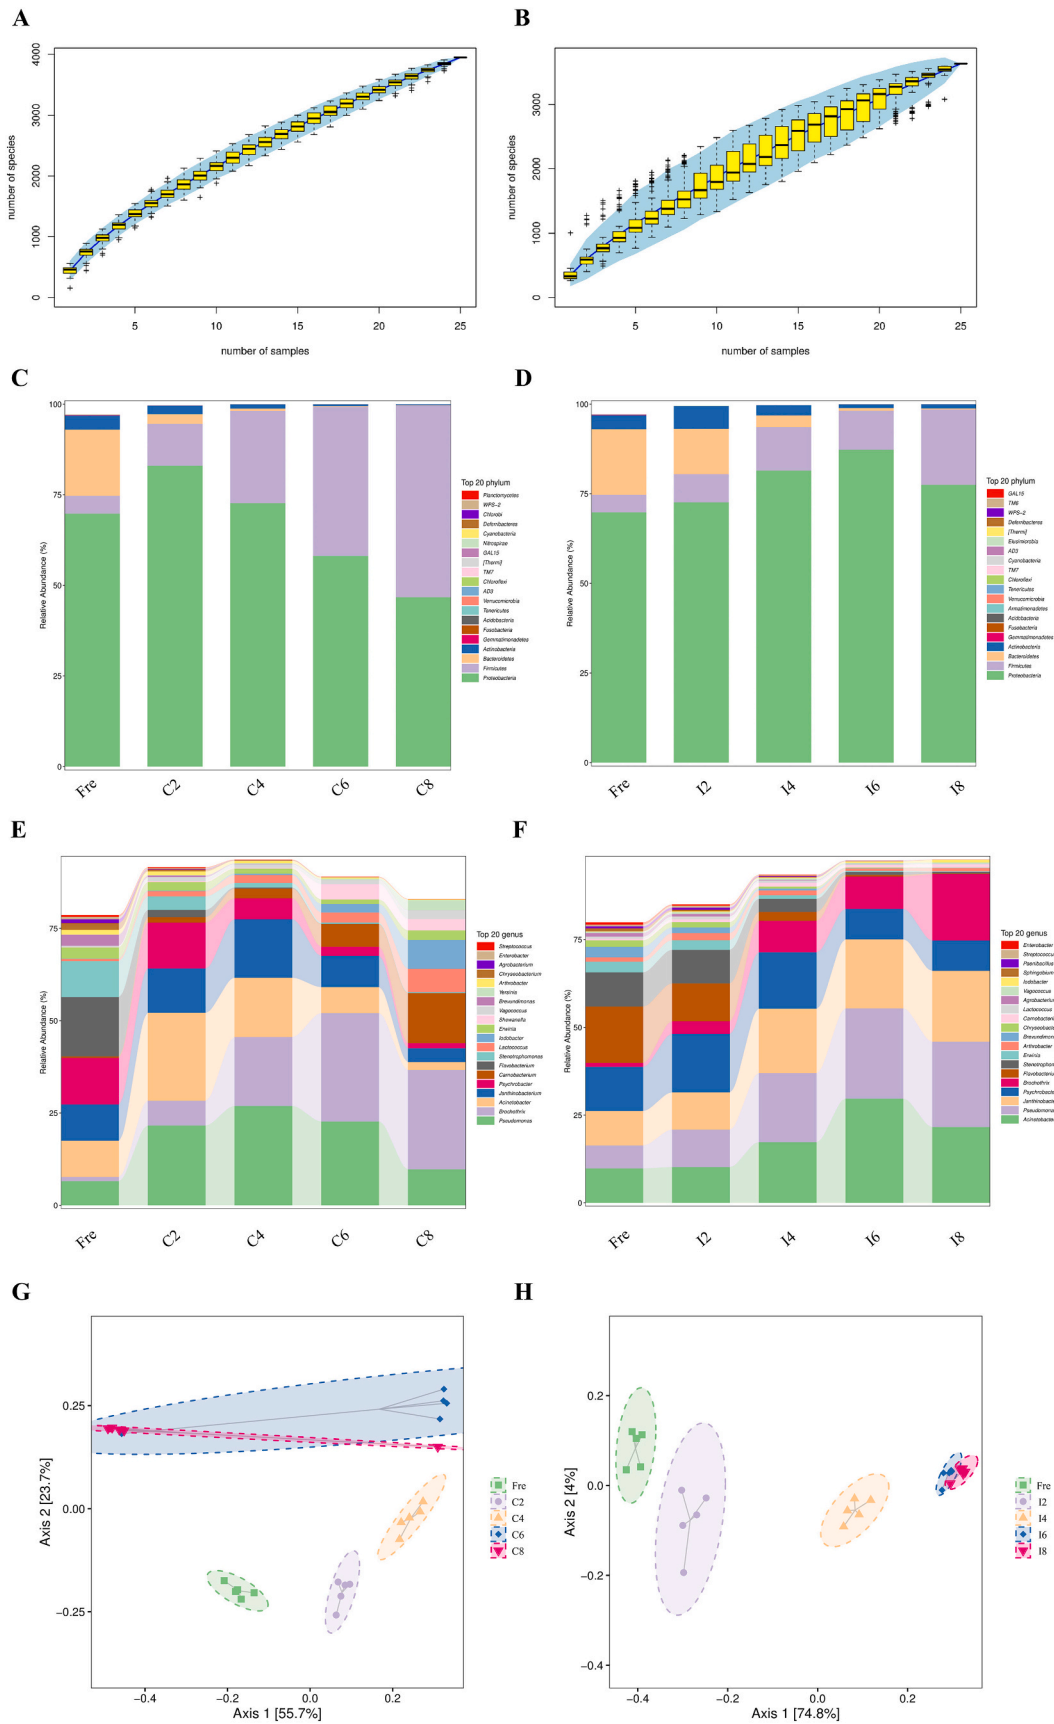 A
B
number of species
0
1000
2000
3000
4000
5
10
15
20
25
number of samples
number of species
0
1000
2000
3000
5
10
15
20
25
number of samples
C
D
Relative Abundance (%)
100
75
50
25
0
Fre
C2
C4
C6
C8
Top 20 phylum
Planctomycetes
WPS-2
Chlorobi
Deferribacteres
Cyanobacteria
Nitrospirae
GAL15
[Thermi]
TM7
Chloroflexi
AD3
Verrucomicrobia
Tenericutes
Acidobacteria
Fusobacteria
Gemmatimonadetes
Actinobacteria
Bacteroidetes
Firmicutes
Proteobacteria
Relative Abundance (%)
100
75
50
25
0
Fre
I2
I4
I6
I8
Top 20 phylum
GAL15
TM6
WPS-2
Deferribacteres
[Thermi]
Elusimicrobia
AD3
Cyanobacteria
TM7
Chloroflexi
Tenericutes
Verrucomicrobia
Armatimonadetes
Acidobacteria
Fusobacteria
Gemmatimonadetes
Actinobacteria
Bacteroidetes
Firmicutes
Proteobacteria
E
F
Relative Abundance (%)
75
50
25
0
Fre
C2
C4
C6
C8
Top 20 genus
Streptococcus
Enterobacter
Agrobacterium
Chryseobacterium
Arthrobacter
Yersinia
Brevundimonas
Vagococcus
Shewanella
Erwinia
Iodobacter
Lactococcus
Stenotrophomonas
Flavobacterium
Carnobacterium
Psychrobacter
Janthinobacterium
Acinetobacter
Brochothrix
Pseudomonas
Relative Abundance (%)
75
50
25
0
Fre
I2
I4
I6
I8
Top 20 genus
Enterobacter
Streptococcus
Paenibacillus
Sphingobium
Iodobacter
Vagococcus
Agrobacterium
Lactococcus
Carnobacteri
Chryseobacte
Brevundimona
Arthrobacter
Erwinia
Stenotrophom
Flavobacteriu
Brochothrix
Psychrobacte
Janthinobacte
Pseudomonas
Acinetobacte
G
H
Axis 2 [23.7%]
0.25
0.00
−0.25
−0.4
−0.2
0.0
0.2
Axis 1 [55.7%]
Fre
C2
C4
C6
C8
Axis 2 [4%]
0.2
0.0
−0.2
−0.4
−0.4
−0.2
0.0
0.2
Axis 1 [74.8%]
Fre
I2
I4
I6
I8